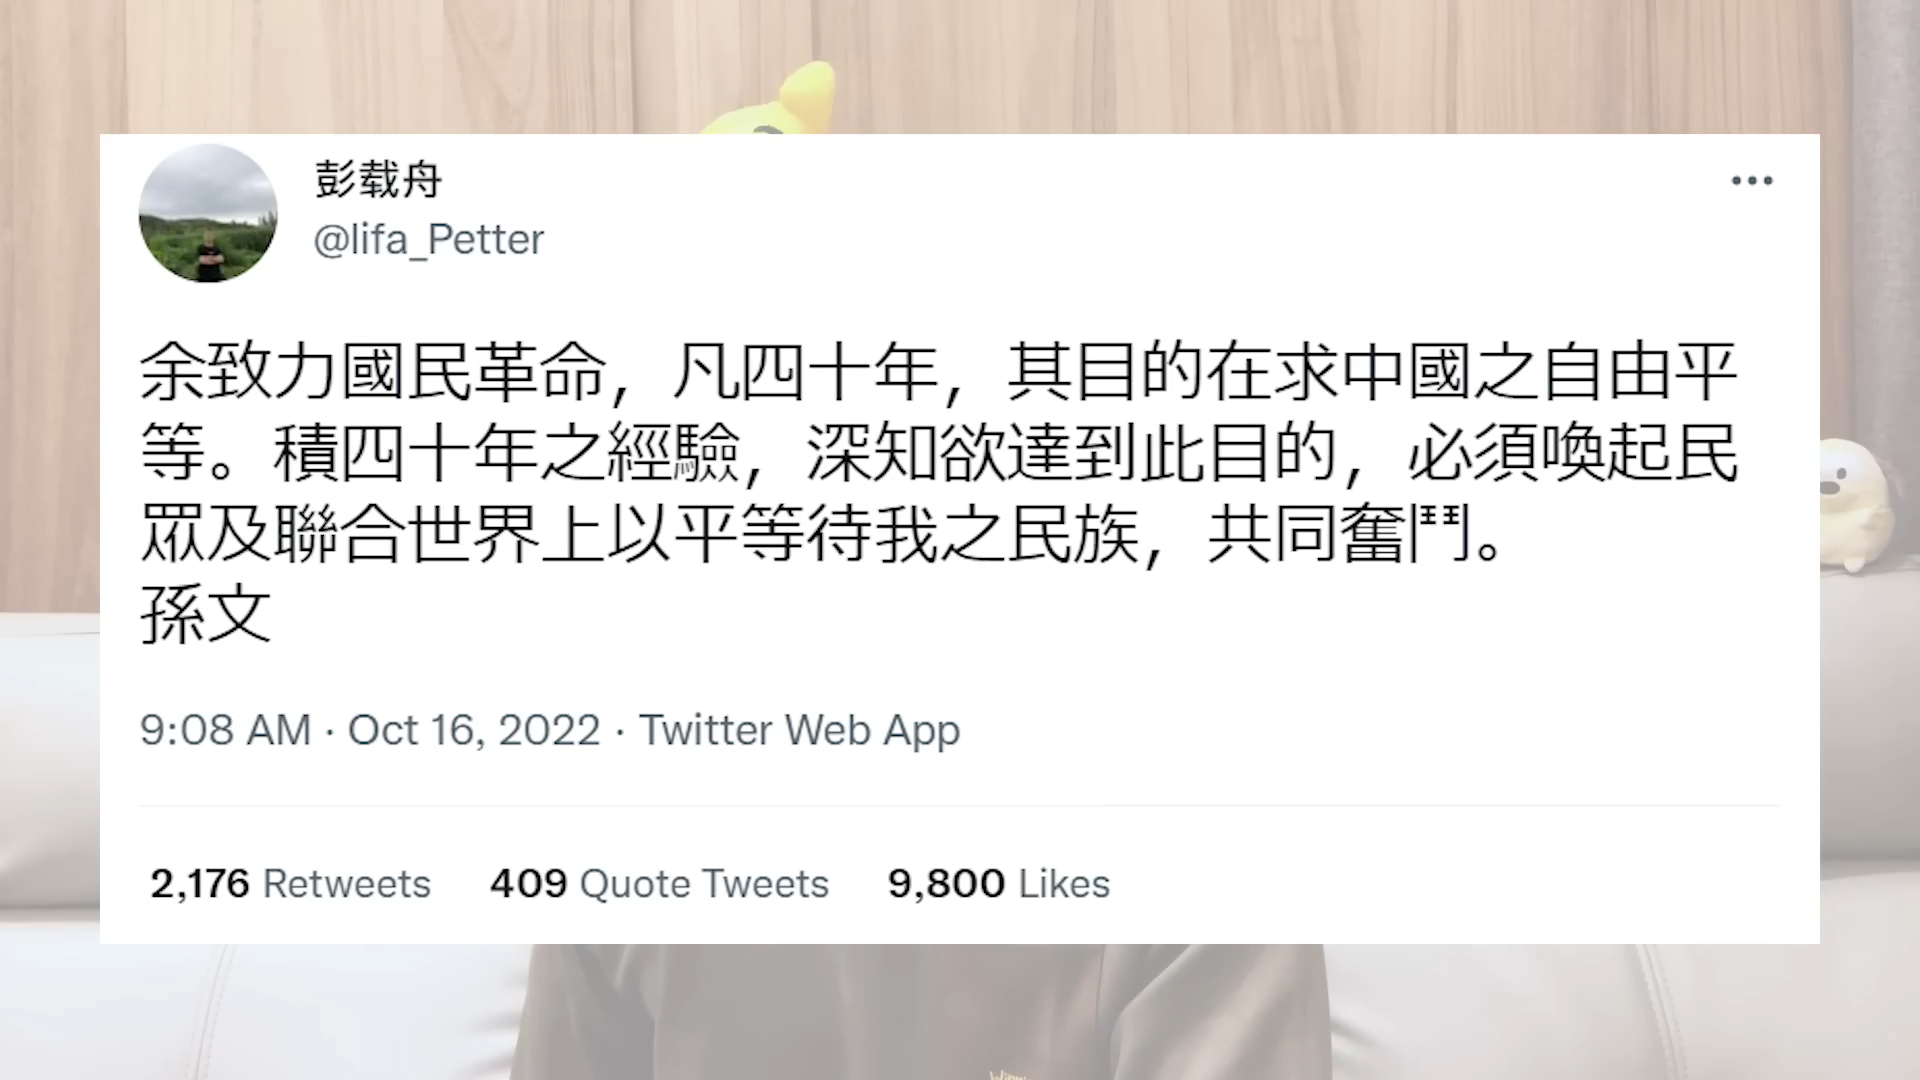 彭载舟
@lifa_Petter
余致力國民革命，凡四十年，其目的在求中國之自由平
等。積四十年之經驗，深知欲達到此目的，必須喚起民
眾及聯合世界上以平等待我之民族，共同奮鬥。
孫文
9:08 AM · Oct 16, 2022 · Twitter Web App
2,176 Retweets 409 Quote Tweets 9,800 Likes